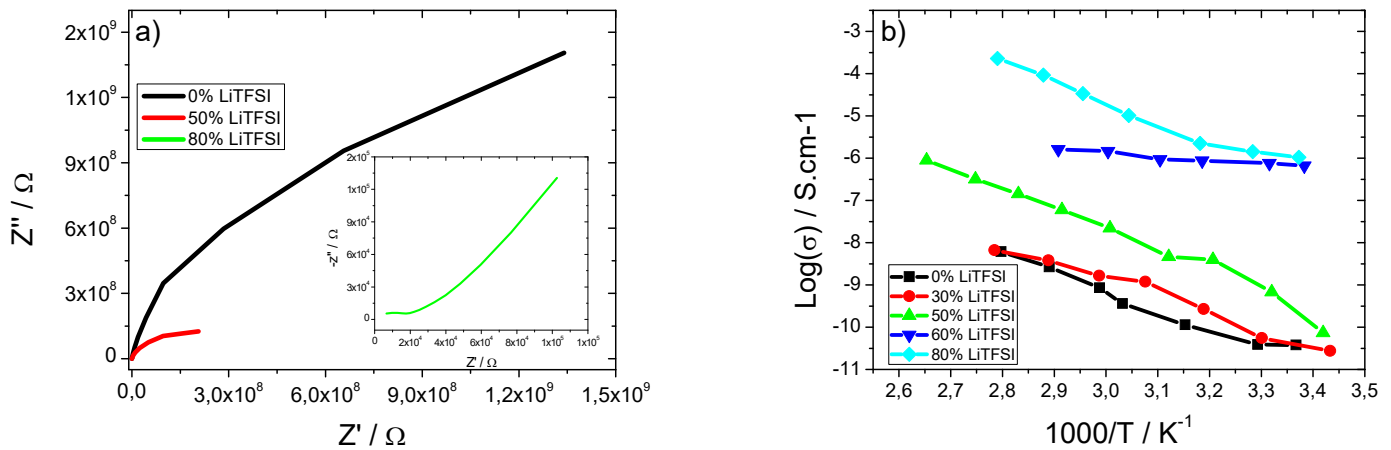 a)
2x10⁹
1x10⁹
9x10⁸
6x10⁸
3x10⁸
0
Z'' / Ω
0% LiTFSI
50% LiTFSI
80% LiTFSI
2x10⁵
1x10⁵
9x10⁴
6x10⁴
3x10⁴
0
-Z'' / Ω
0 2x10⁴ 4x10⁴ 6x10⁴ 8x10⁴ 1x10⁵ 1x10⁵
Z' / Ω
0,0 3,0x10⁸ 6,0x10⁸ 9,0x10⁸ 1,2x10⁹ 1,5x10⁹
Z' / Ω
b)
-3
-4
-5
-6
-7
-8
-9
-10
-11
Log(σ) / S.cm-1
0% LiTFSI
30% LiTFSI
50% LiTFSI
60% LiTFSI
80% LiTFSI
2,6 2,7 2,8 2,9 3,0 3,1 3,2 3,3 3,4 3,5
1000/T / K⁻¹